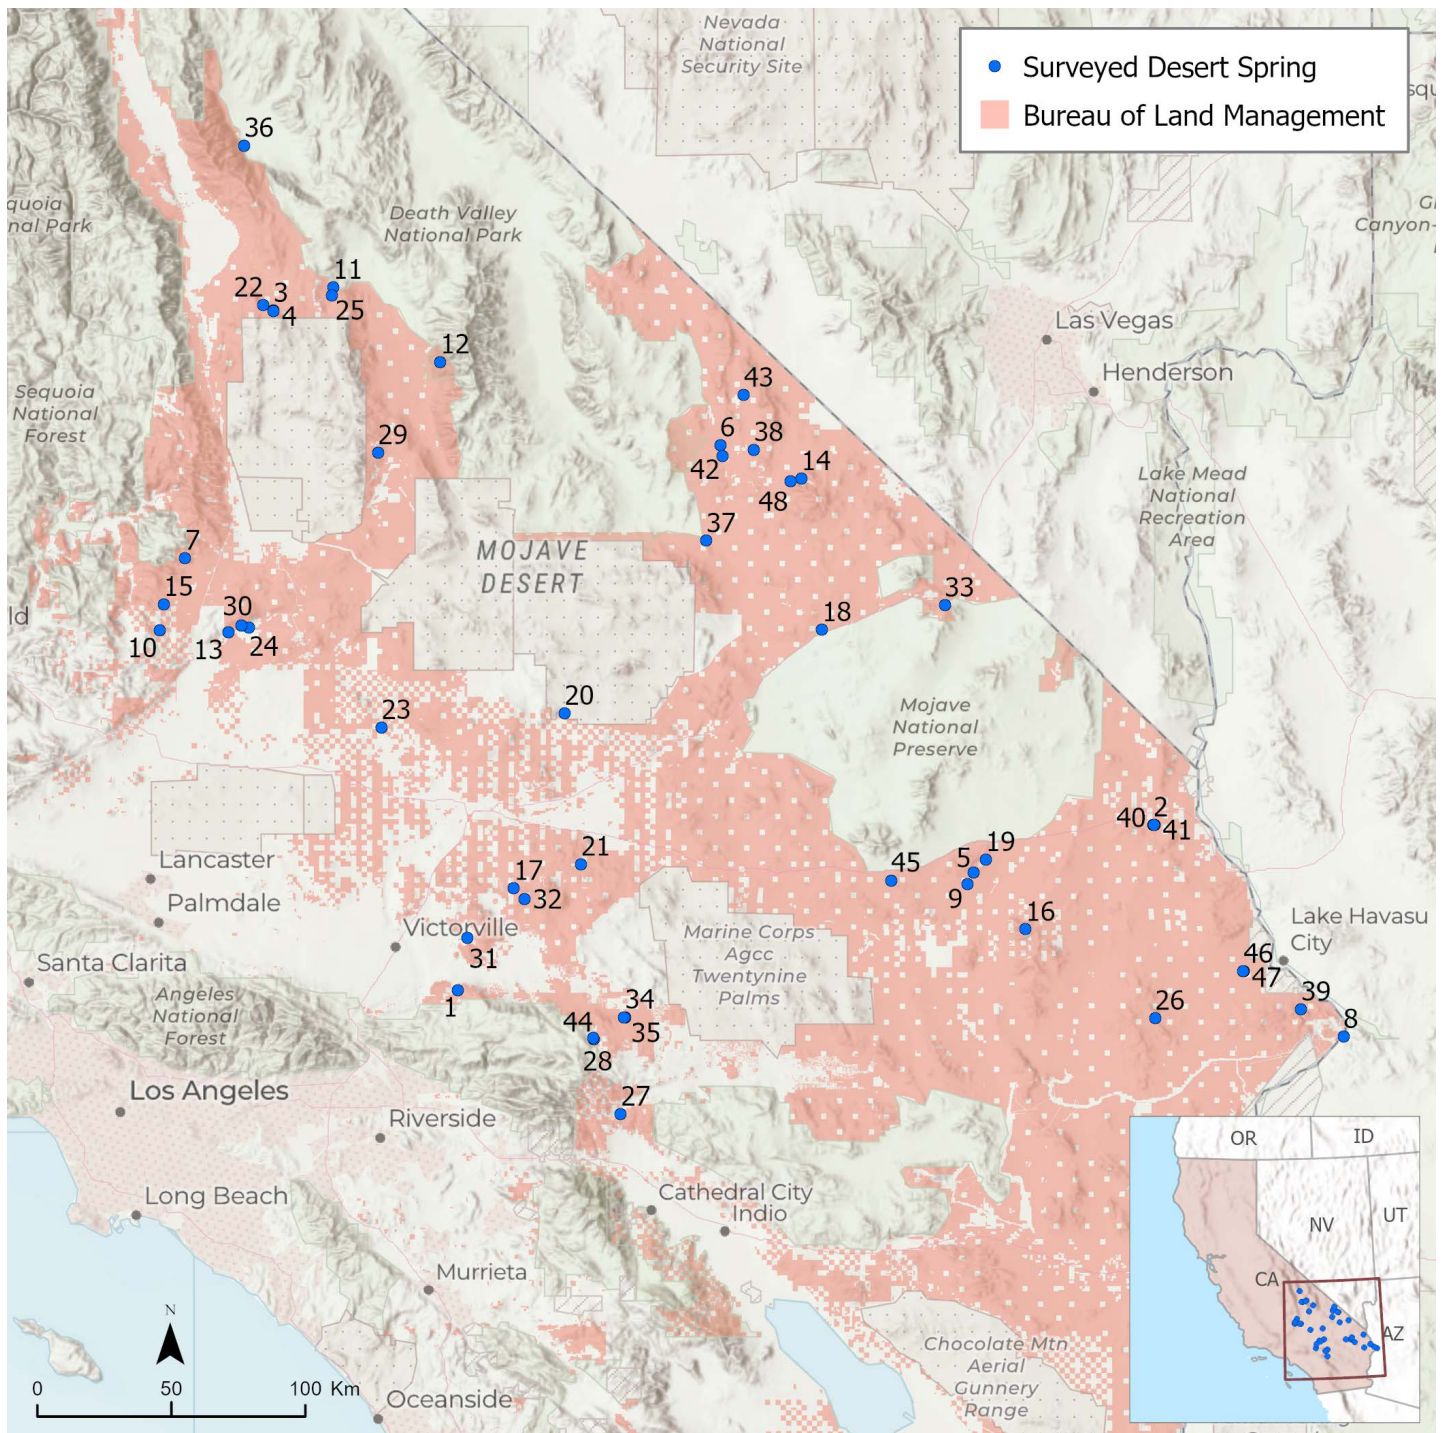 Nevada
National
Security Site
Surveyed Desert Spring
Bureau of Land Management
36
quoia
nal Park
Death Valley
National Park
Canyon-
11
22
3
4
25
12
Las Vegas
Henderson
Sequoia
National
Forest
43
6
38
42
14
48
29
Lake Mead
National
Recreation
Area
37
MOJAVE
DESERT
7
15
30
10
13
24
ld
33
18
20
23
Mojave
National
Preserve
2
40
41
Lancaster
Palmdale
21
17
32
19
5
45
9
16
Victorville
31
Marine Corps
Agcc
Twentynine
Palms
Lake Havasu
City
Santa Clarita
Angeles
National
Forest
1
46
47
34
35
44
28
26
39
8
Los Angeles
27
Riverside
Long Beach
Cathedral City
Indio
Murrieta
Oceanside
Chocolate Mtn
Aerial
Gunnery
Range
OR
ID
NV
UT
CA
AZ
N
0
50
100 Km